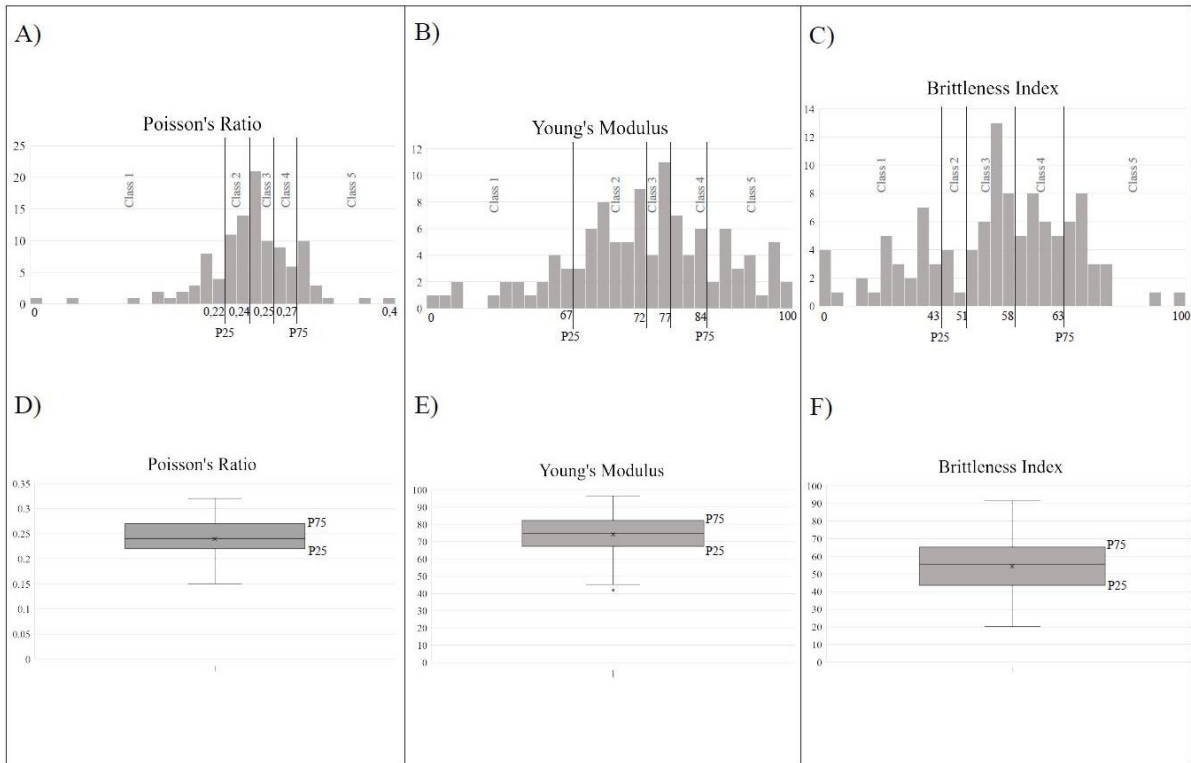 A)
Poisson's Ratio
25
20
15
10
5
0
Class 1
Class 2
Class 3
Class 4
Class 5
0
0,22
0,24
0,25
0,27
0,4
P25
P75
B)
Young's Modulus
12
10
8
6
4
2
0
Class 1
Class 2
Class 3
Class 4
Class 5
0
67
72
77
84
100
P25
P75
C)
Brittleness Index
14
12
10
8
6
4
2
0
Class 1
Class 2
Class 3
Class 4
Class 5
0
43
51
58
63
100
P25
P75
D)
Poisson's Ratio
0.35
0.3
0.25
0.2
0.15
0.1
0.05
0
P75
P25
E)
Young's Modulus
100
90
80
70
60
50
40
30
20
10
0
P75
P25
1
F)
Brittleness Index
100
90
80
70
60
50
40
30
20
10
0
P75
P25